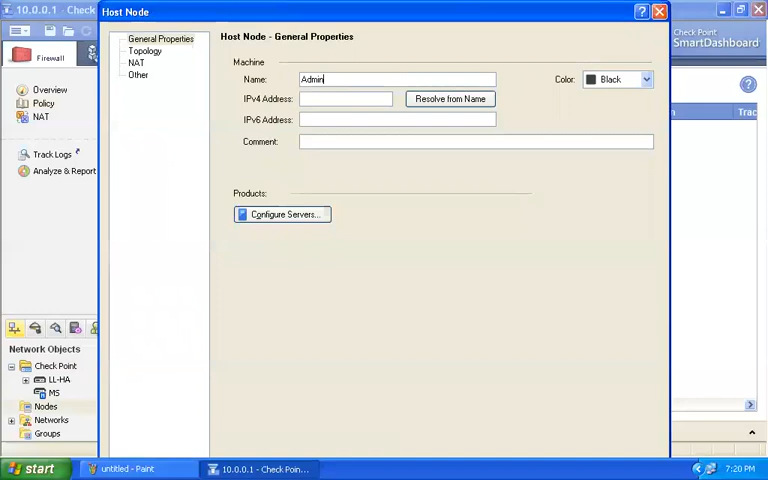 10.0.0.1 - Check
Host Node
Check Point
SmartDashboard
Firewall
General Properties
Topology
NAT
Other
Host Node - General Properties
Machine
Name:
Admin
Color:
Black
IPv4 Address:
Resolve from Name
IPv6 Address:
Comment:
Products:
Configure Servers...
Overview
Policy
NAT
Track Logs
Analyze & Report
n
Trac
Network Objects
Check Point
LL-HA
MS
Nodes
Networks
Groups
start
untitled - Paint
10.0.0.1 - Check Poin...
7:20 PM